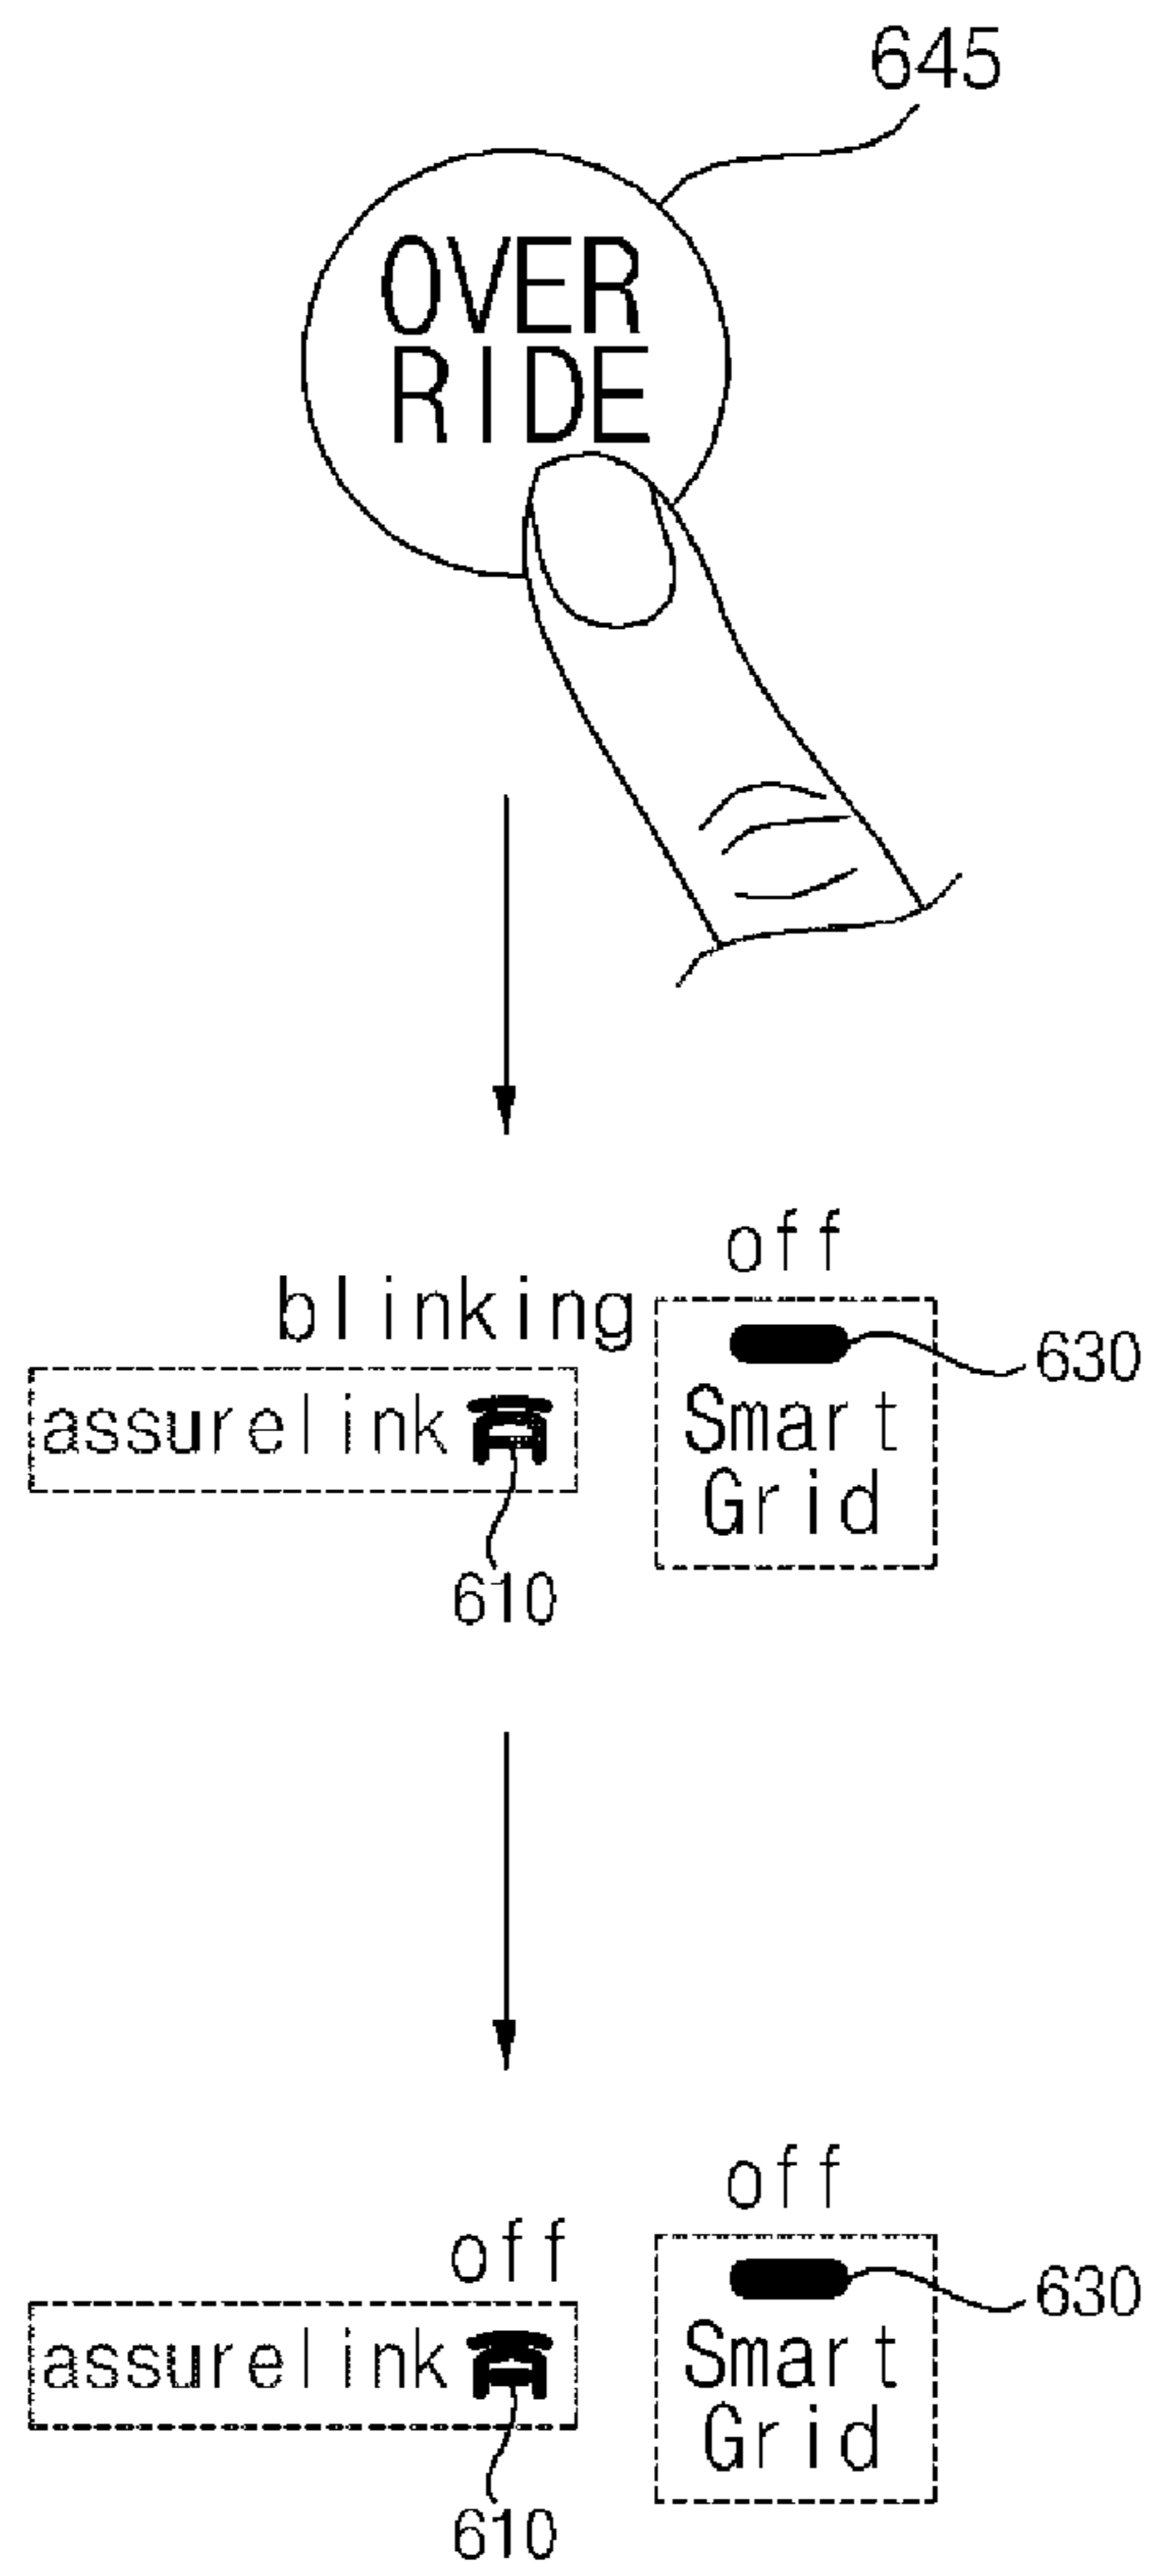 645
OVER
RIDE
off
blinking
630
assurelink
Smart
Grid
610
off
off
630
assurelink
Smart
Grid
610